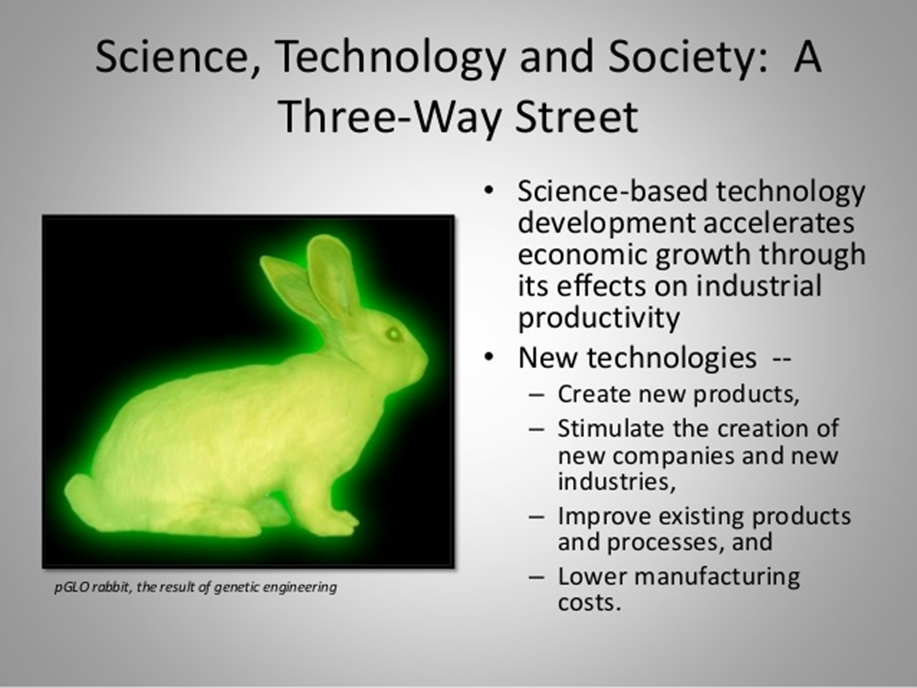 Science, Technology and Society:  A
Three-Way Street
• Science-based technology
development accelerates
economic growth through
its effects on industrial
productivity
• New technologies  --
– Create new products,
– Stimulate the creation of
new companies and new
industries,
– Improve existing products
and processes, and
– Lower manufacturing
costs.
pGLO rabbit, the result of genetic engineering